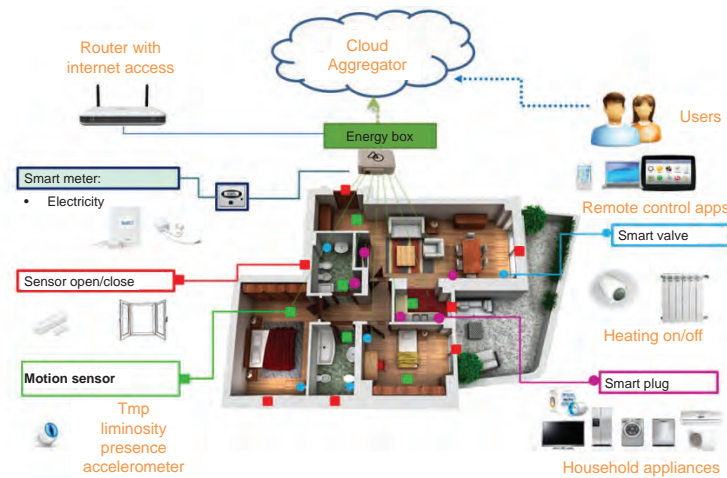 Router with
internet access
Cloud
Aggregator
Users
Energy box
Smart meter:
• Electricity
Remote control apps
Smart valve
Sensor open/close
Heating on/off
Motion sensor
Smart plug
Tmp
liminosity
presence
accelerometer
Household appliances